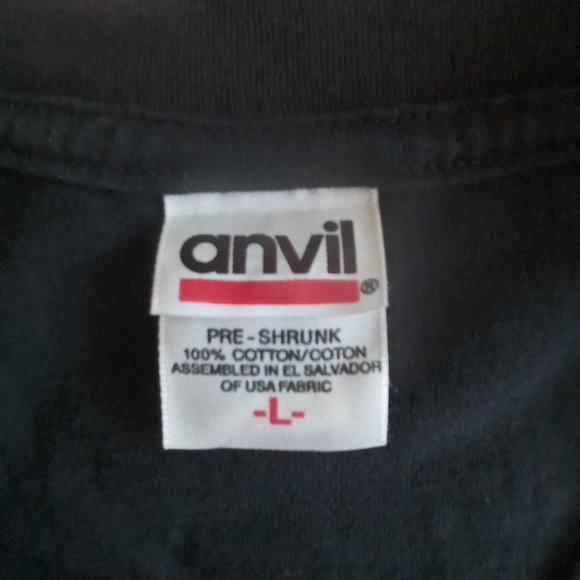 anvil®
PRE-SHRUNK
100% COTTON/COTON
ASSEMBLED IN EL SALVADOR
OF USA FABRIC
-L-